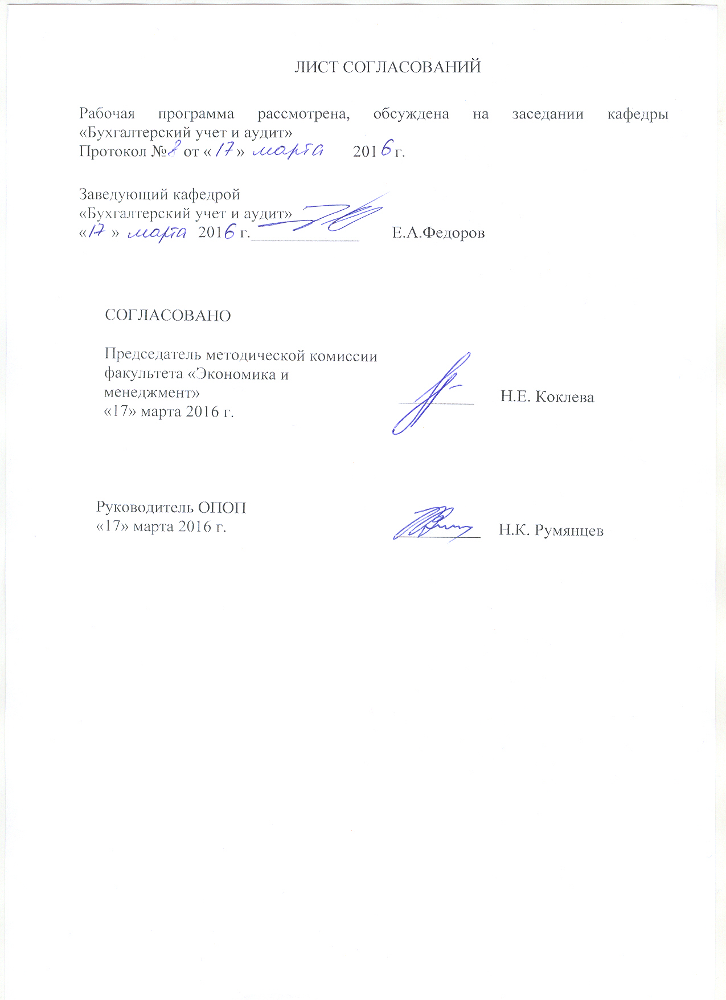 ЛИСТ СОГЛАСОВАНИЙ
Рабочая программа рассмотрена, обсуждена на заседании кафедры
«Бухгалтерский учет и аудит»
Протокол №8 от «17» марта 2016 г.
Заведующий кафедрой
«Бухгалтерский учет и аудит»
«17» марта 2016 г. Е.А.Федоров
СОГЛАСОВАНО
Председатель методической комиссии
факультета «Экономика и
менеджмент» Н.Е. Коклева
«17» марта 2016 г.
Руководитель ОПОП
«17» марта 2016 г. Н.К. Румянцев